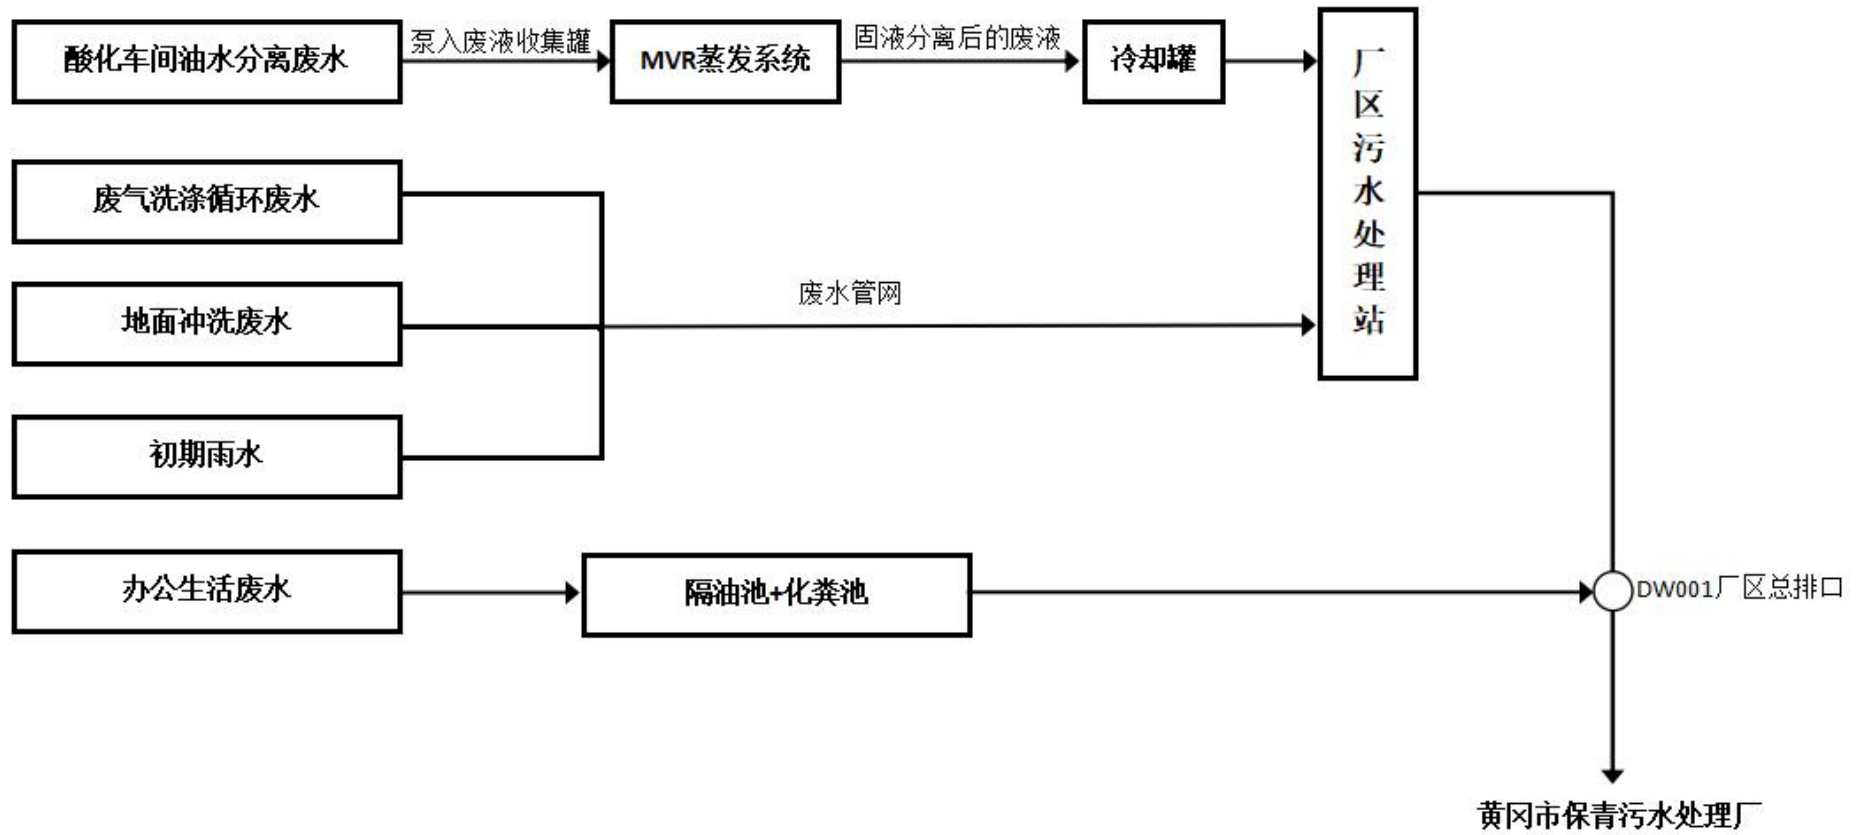 酸化车间油水分离废水
泵入废液收集罐
MVR蒸发系统
固液分离后的废液
冷却罐
厂区污水处理站
废气洗涤循环废水
地面冲洗废水
废水管网
初期雨水
办公生活废水
隔油池+化粪池
DW001厂区总排口
黄冈市保青污水处理厂